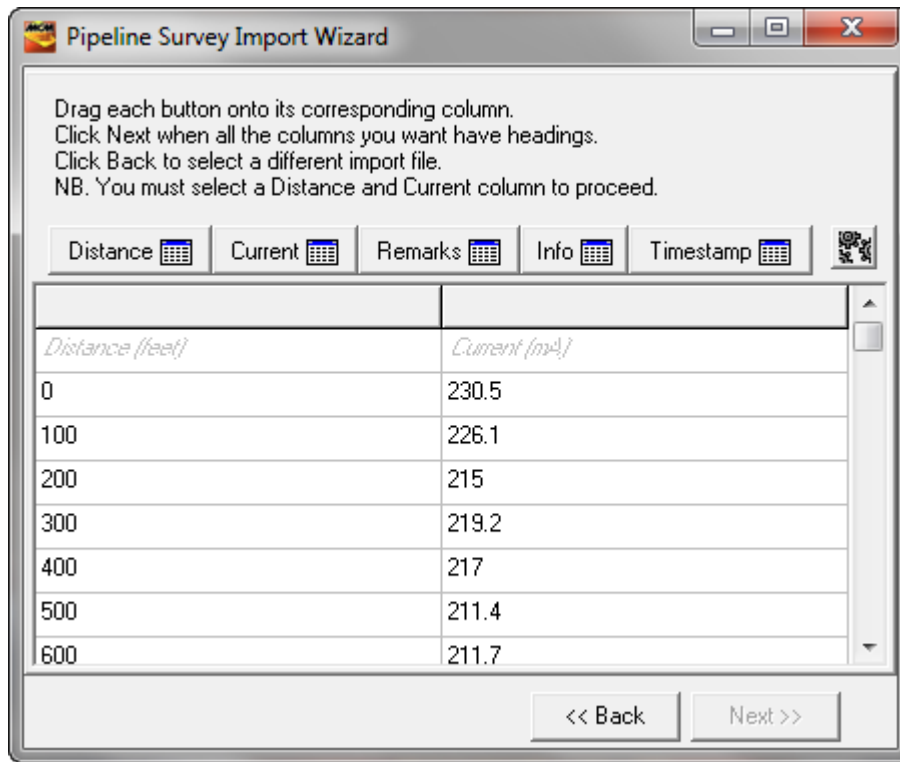 MCM Pipeline Survey Import Wizard
Drag each button onto its corresponding column.
Click Next when all the columns you want have headings.
Click Back to select a different import file.
NB. You must select a Distance and Current column to proceed.
Distance Current Remarks Info Timestamp
Distance (feet) Current (mA)
0 230.5
100 226.1
200 215
300 219.2
400 217
500 211.4
600 211.7
<< Back Next >>